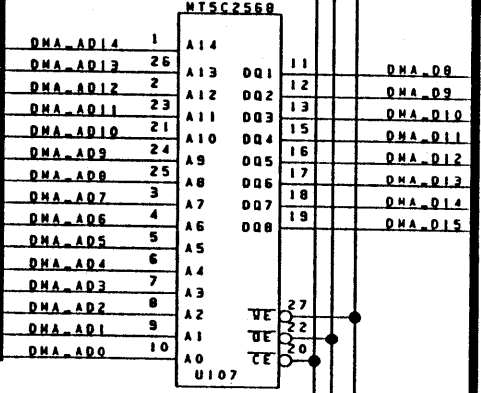 MT5C2568
DMA_AD14 1 A14
DMA_AD13 26 A13 DQ1 11 DMA_D8
DMA_AD12 2 A12 DQ2 12 DMA_D9
DMA_AD11 23 A11 DQ3 13 DMA_D10
DMA_AD10 21 A10 DQ4 15 DMA_D11
DMA_AD9 24 A9 DQ5 16 DMA_D12
DMA_AD8 25 A8 DQ6 17 DMA_D13
DMA_AD7 3 A7 DQ7 18 DMA_D14
DMA_AD6 4 A6 DQ8 19 DMA_D15
DMA_AD5 5 A5
DMA_AD4 6 A4
DMA_AD3 7 A3
DMA_AD2 8 A2 WE 27
DMA_AD1 9 A1 OE 22
DMA_AD0 10 A0 CE 20
U107